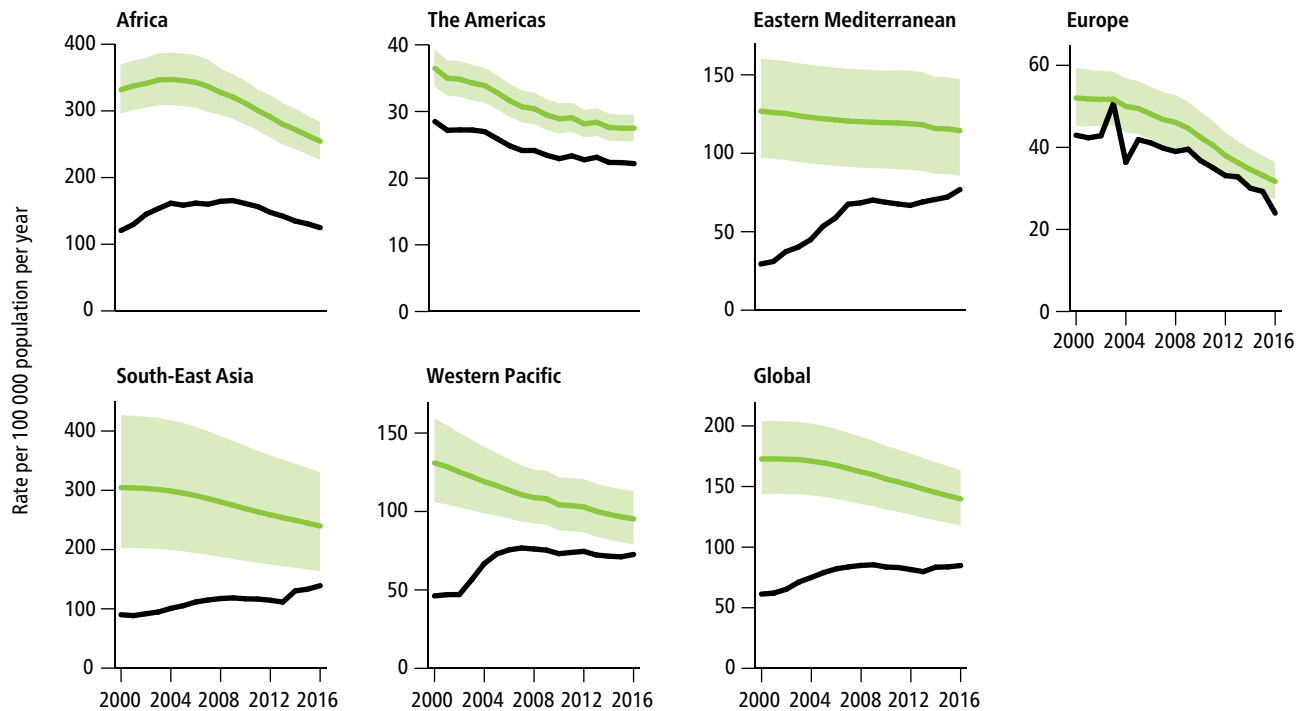 Rate per 100 000 population per year
Africa
400
300
200
100
0
The Americas
40
30
20
10
0
Eastern Mediterranean
150
100
50
0
Europe
60
40
20
0
2000 2004 2008 2012 2016
South-East Asia
400
300
200
100
0
2000 2004 2008 2012 2016
Western Pacific
150
100
50
0
2000 2004 2008 2012 2016
Global
200
150
100
50
0
2000 2004 2008 2012 2016